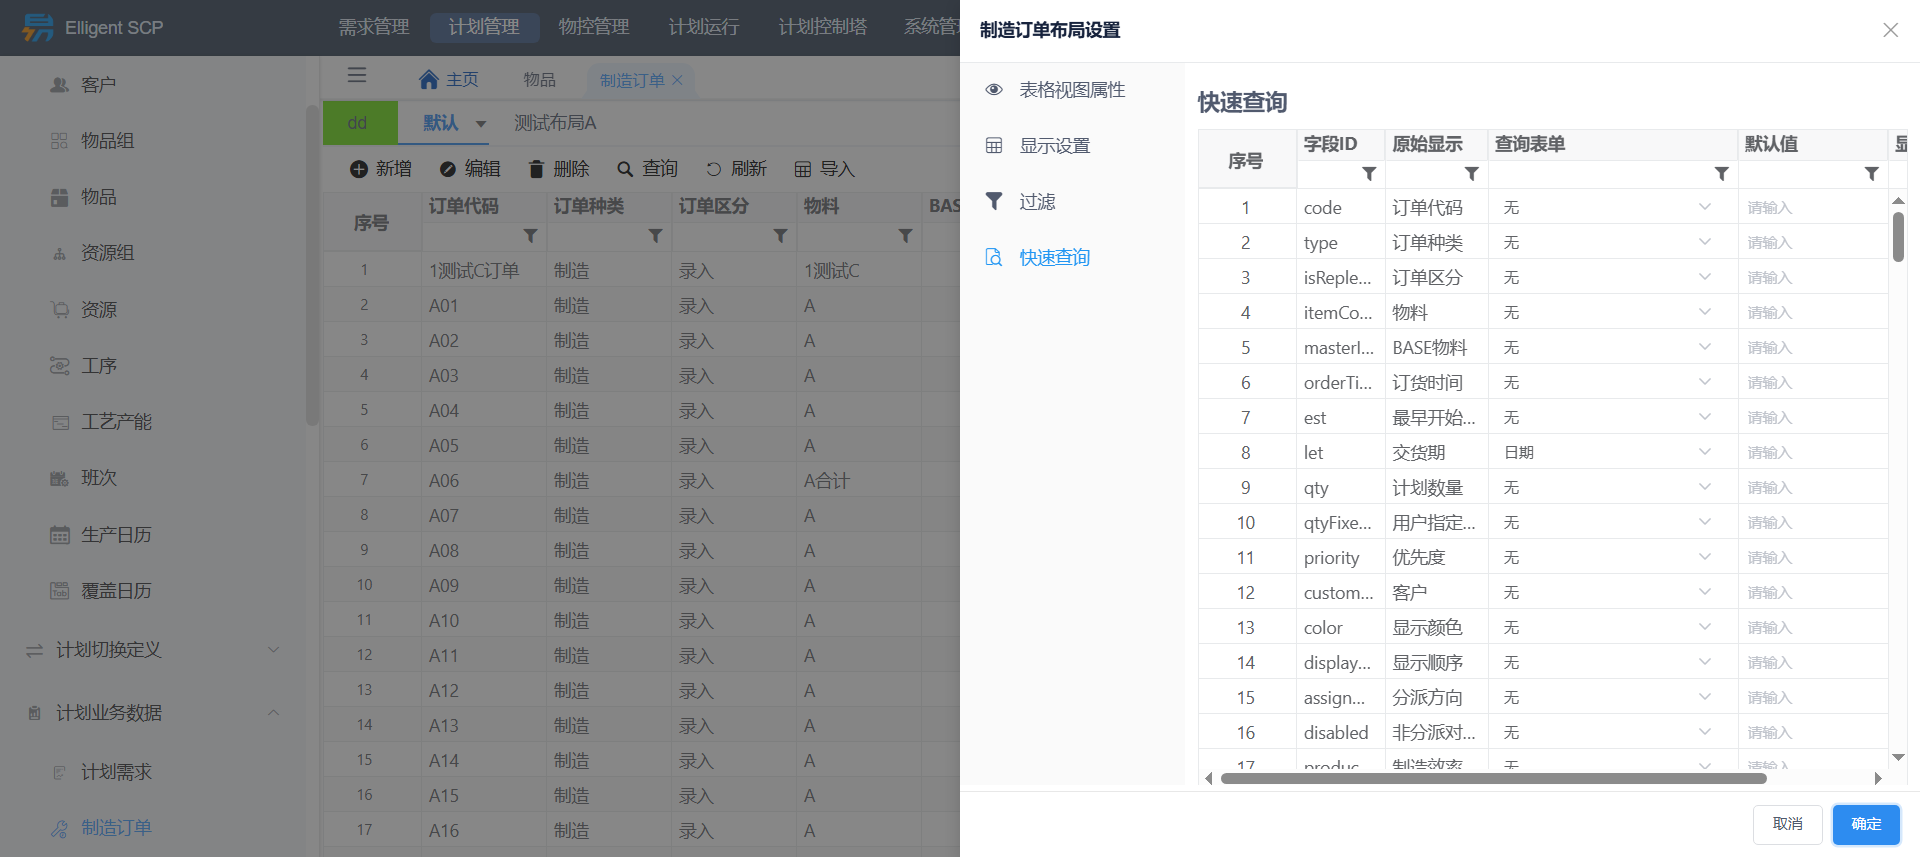 Elligent SCP
需求管理
计划管理
物控管理
计划运行
计划控制塔
系统管理
客户
物品组
物品
资源组
资源
工序
工艺产能
班次
生产日历
覆盖日历
计划切换定义
计划业务数据
计划需求
制造订单
主页
物品
制造订单
dd
默认
测试布局A
新增
编辑
删除
查询
刷新
导入
序号 订单代码 订单种类 订单区分 物料 BAS
1 1测试C订单 制造 录入 1测试C
2 A01 制造 录入 A
3 A02 制造 录入 A
4 A03 制造 录入 A
5 A04 制造 录入 A
6 A05 制造 录入 A
7 A06 制造 录入 A合计
8 A07 制造 录入 A
9 A08 制造 录入 A
10 A09 制造 录入 A
11 A10 制造 录入 A
12 A11 制造 录入 A
13 A12 制造 录入 A
14 A13 制造 录入 A
15 A14 制造 录入 A
16 A15 制造 录入 A
17 A16 制造 录入 A
制造订单布局设置
表格视图属性
显示设置
过滤
快速查询
快速查询
序号 字段ID 原始显示 查询表单 默认值 显
1 code 订单代码 无 请输入
2 type 订单种类 无 请输入
3 isReple... 订单区分 无 请输入
4 itemCo... 物料 无 请输入
5 masterI... BASE物料 无 请输入
6 orderTi... 订货时间 无 请输入
7 est 最早开始... 无 请输入
8 let 交货期 日期 请输入
9 qty 计划数量 无 请输入
10 qtyFixe... 用户指定... 无 请输入
11 priority 优先度 无 请输入
12 custom... 客户 无 请输入
13 color 显示颜色 无 请输入
14 display... 显示顺序 无 请输入
15 assign... 分派方向 无 请输入
16 disabled 非分派对... 无 请输入
17 produc... 制造效率 无 请输入
取消
确定